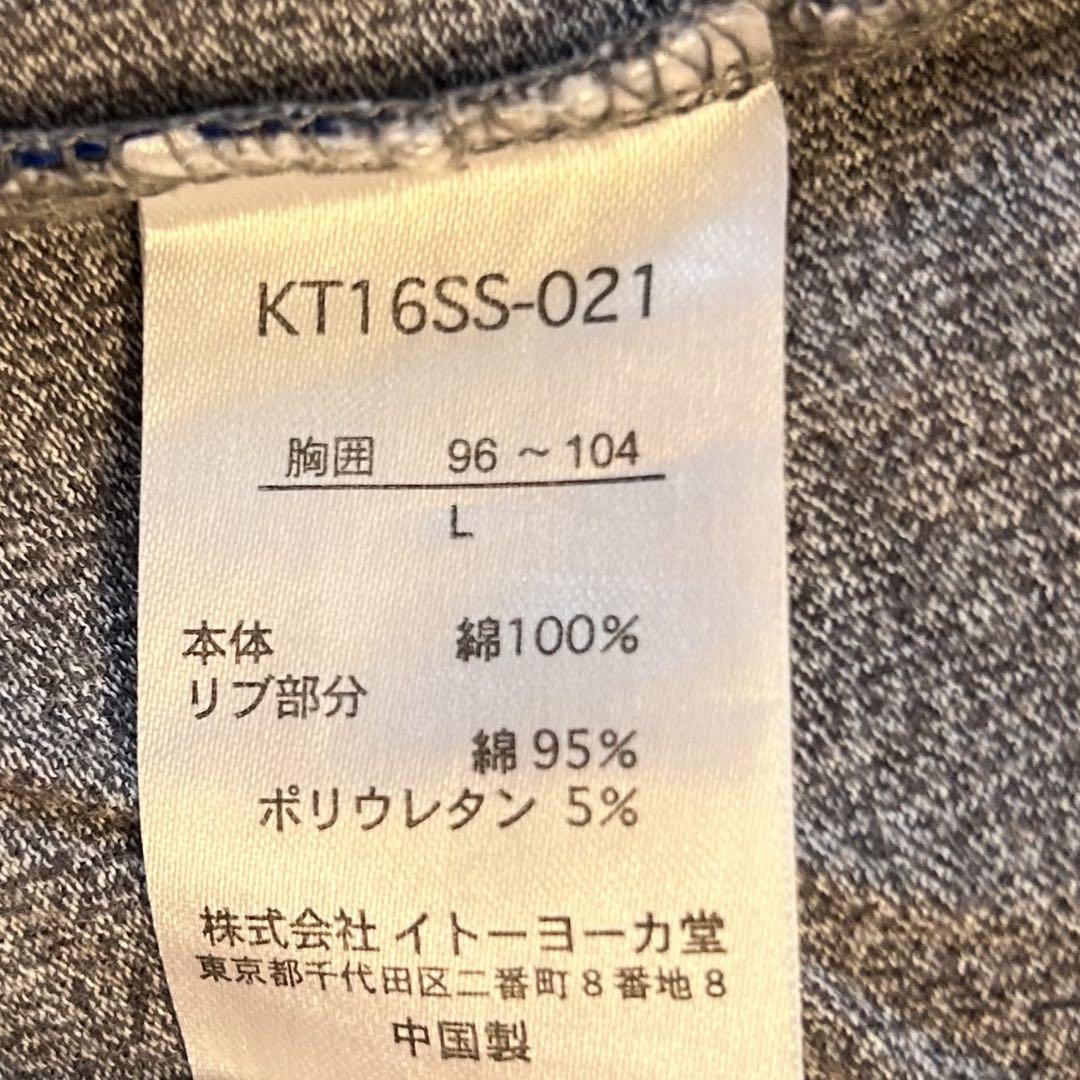 KT16SS-021
胸囲 96 ~ 104
L
本体 綿100%
リブ部分
綿 95%
ポリウレタン 5%
株式会社 イトーヨーカ堂
東京都千代田区二番町8番地8
中国製